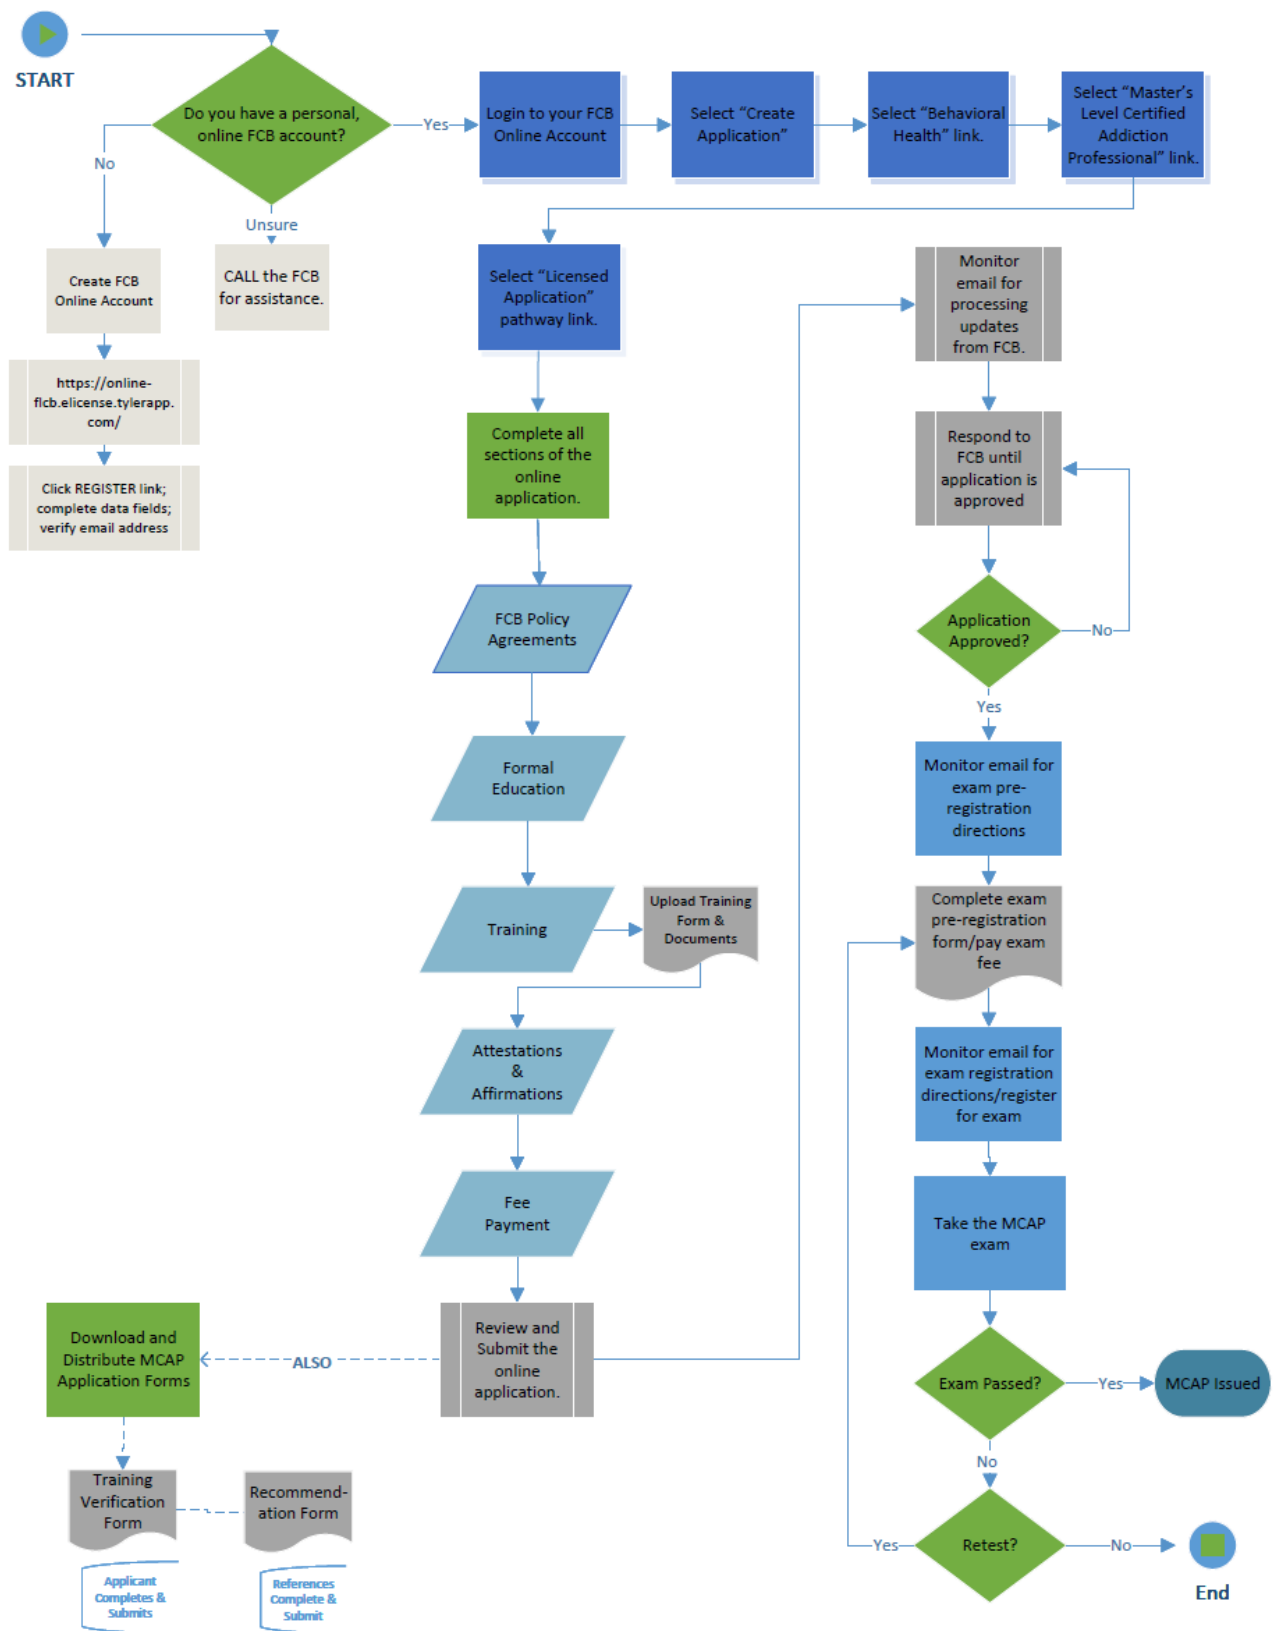 START
Do you have a personal,
online FCB account?
Yes
Login to your FCB
Online Account
Select “Create
Application”
Select “Behavioral
Health” link.
Select “Master’s
Level Certified
Addiction
Professional” link.
No
Unsure
Create FCB
Online Account
CALL the FCB
for assistance.
https://online-
flcb.elicense.tylerapp.
com/
Click REGISTER link;
complete data fields;
verify email address
Select “Licensed
Application”
pathway link.
Complete all
sections of the
online
application.
FCB Policy
Agreements
Formal
Education
Training
Upload Training
Form &
Documents
Attestations
&
Affirmations
Fee
Payment
Review and
Submit the
online
application.
ALSO
Download and
Distribute MCAP
Application Forms
Training
Verification
Form
Recommend-
ation Form
Applicant
Completes &
Submits
References
Complete &
Submit
Monitor
email for
processing
updates
from FCB.
Respond to
FCB until
application is
approved
Application
Approved?
No
Yes
Monitor email for
exam pre-
registration
directions
Complete exam
pre-registration
form/pay exam
fee
Monitor email for
exam registration
directions/register
for exam
Take the MCAP
exam
Exam Passed?
Yes
MCAP Issued
No
Retest?
Yes
No
End